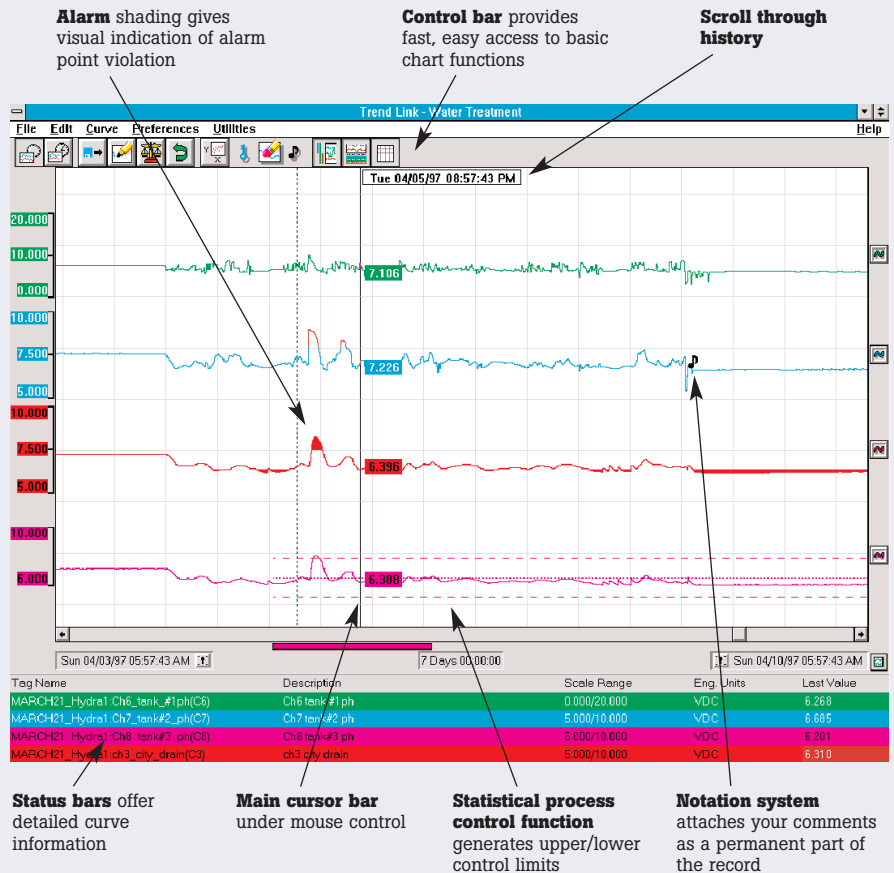 Alarm shading gives
visual indication of alarm
point violation
Control bar provides
fast, easy access to basic
chart functions
Scroll through
history
Trend Link - Water Treatment
File Edit Curve Preferences Utilities Help
Tue 04/05/97 08:57:43 PM
20.000
10.000
0.000
7.106
10.000
7.500
5.000
7.226
10.000
7.500
5.000
6.396
10.000
6.000
6.308
Sun 04/03/97 05:57:43 AM
7 Days 00:00:00
Sun 04/10/97 05:57:43 AM
Tag Name Description Scale Range Eng. Units Last Value
MARCH21_Hydra1:Ch6_tank_#1ph(C6) Ch6 tank#1 ph 0.000/20.000 VDC 6.268
MARCH21_Hydra1:Ch7_tank#2_ph(C7) Ch7 tank#2 ph 5.000/10.000 VDC 6.685
MARCH21_Hydra1:Ch8_tank#3_ph(C8) Ch8 tank#3 ph 6.000/10.000 VDC 6.201
MARCH21_Hydra1:ch3_city_drain(C3) ch3 city drain 5.000/10.000 VDC 6.310
Status bars offer
detailed curve
information
Main cursor bar
under mouse control
Statistical process
control function
generates upper/lower
control limits
Notation system
attaches your comments
as a permanent part of
the record